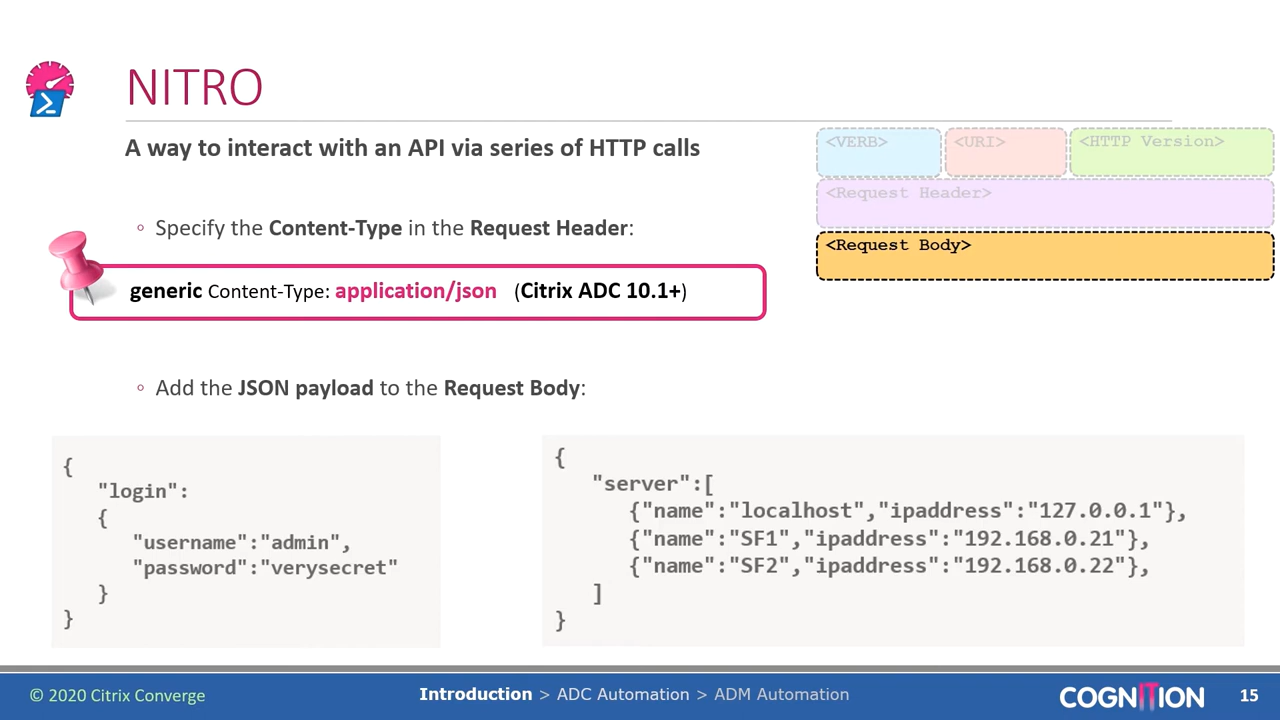 NITRO
A way to interact with an API via series of HTTP calls
<VERB>
<URI>
<HTTP Version>
<Request Header>
<Request Body>
◦ Specify the Content-Type in the Request Header:
generic Content-Type: application/json (Citrix ADC 10.1+)
◦ Add the JSON payload to the Request Body:
{
"login":
{
"username":"admin",
"password":"verysecret"
}
}
{
"server":[
{"name":"localhost","ipaddress":"127.0.0.1"},
{"name":"SF1","ipaddress":"192.168.0.21"},
{"name":"SF2","ipaddress":"192.168.0.22"},
]
}
© 2020 Citrix Converge
Introduction > ADC Automation > ADM Automation
COGNITION
15